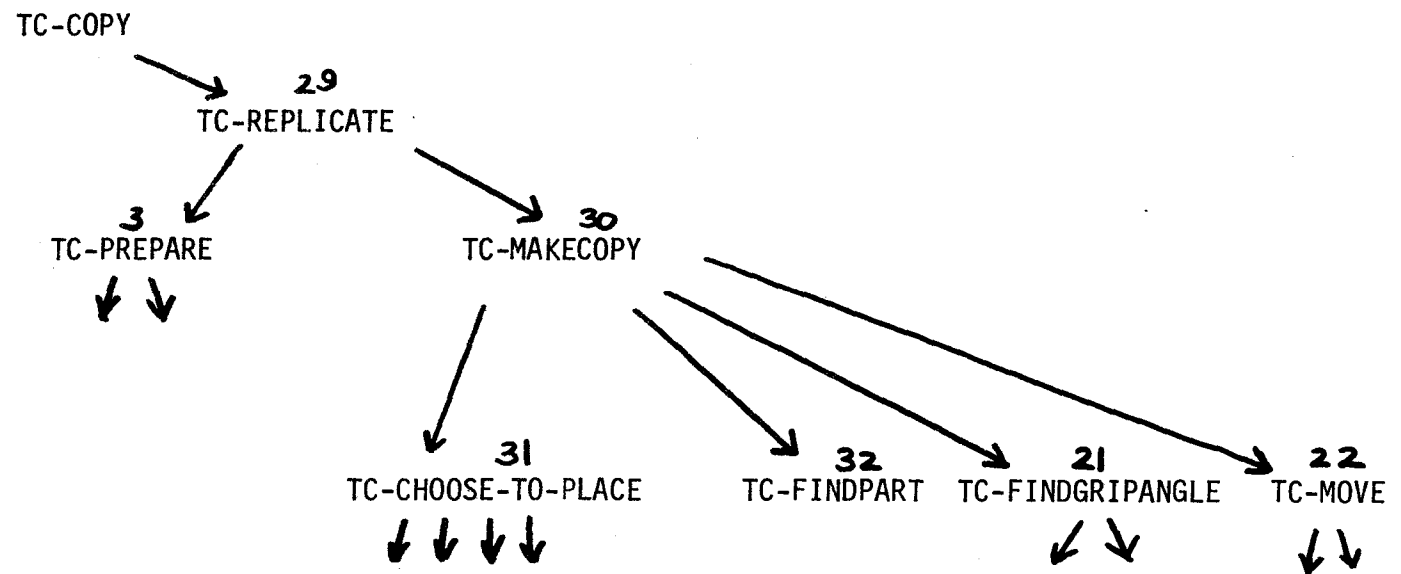 TC-COPY
29
TC-REPLICATE
3 30
TC-PREPARE TC-MAKECOPY
31 32 21 22
TC-CHOOSE-TO-PLACE TC-FINDPART TC-FINDGRIPANGLE TC-MOVE